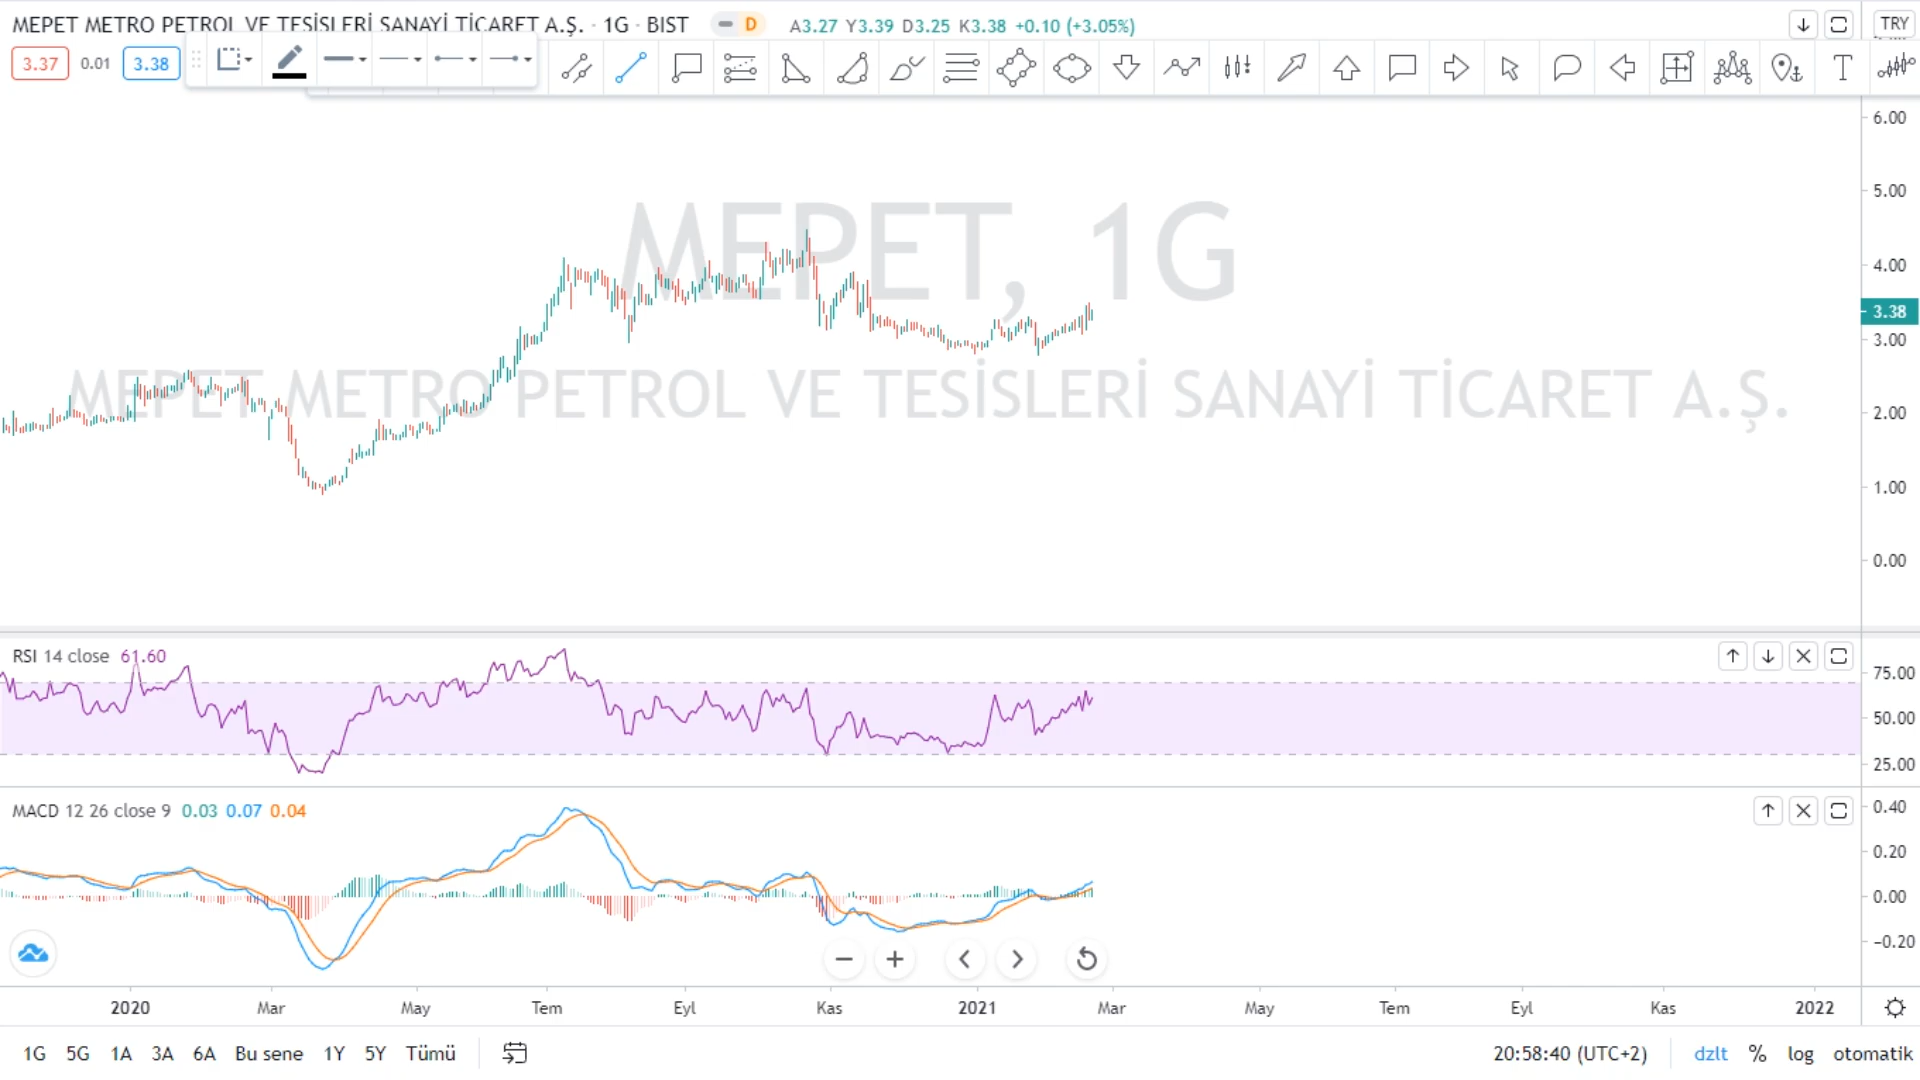 MEPET METRO PETROL VE TESİSLERİ SANAYİ TİCARET A.Ş. · 1G · BIST D A3.27 Y3.39 D3.25 K3.38 +0.10 (+3.05%) TRY
3.37 0.01 3.38 T
6.00
5.00
MEPET, 1G
4.00
3.38
3.00
MEPET METRO PETROL VE TESİSLERİ SANAYİ TİCARET A.Ş.
2.00
1.00
0.00
RSI 14 close 61.60
75.00
50.00
25.00
MACD 12 26 close 9 0.03 0.07 0.04 0.40
0.20
0.00
−0.20
2020 Mar May Tem Eyl Kas 2021 Mar May Tem Eyl Kas 2022
1G 5G 1A 3A 6A Bu sene 1Y 5Y Tümü 20:58:40 (UTC+2) dzlt % log otomatik